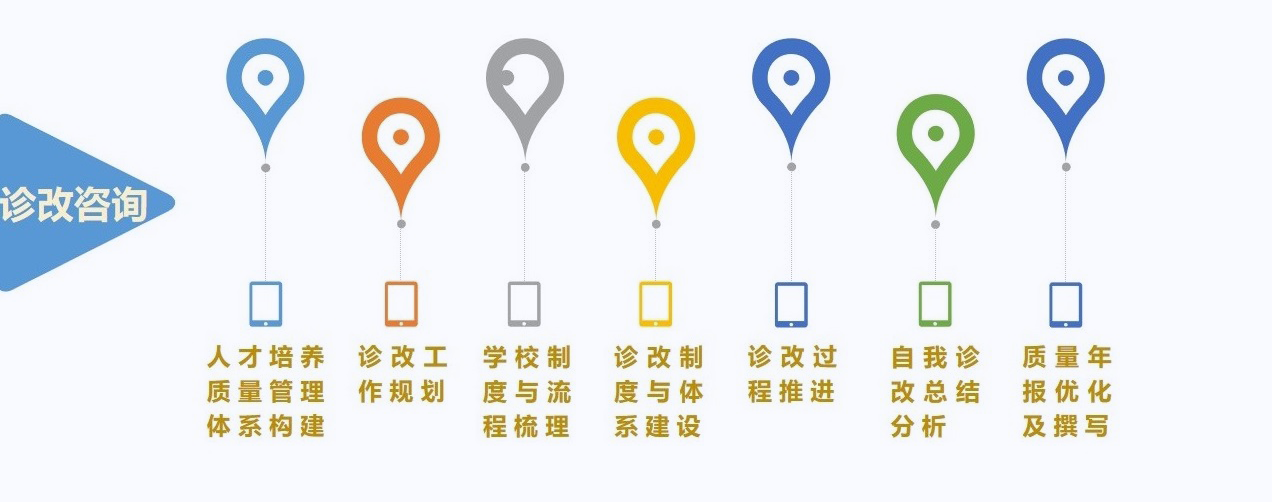 诊改咨询
人才培养
质量管理
体系构建
诊改工
作规划
学校制
度与流
程梳理
诊改制
度与体
系建设
诊改过
程推进
自我诊
改总结
分析
质量年
报优化
及撰写